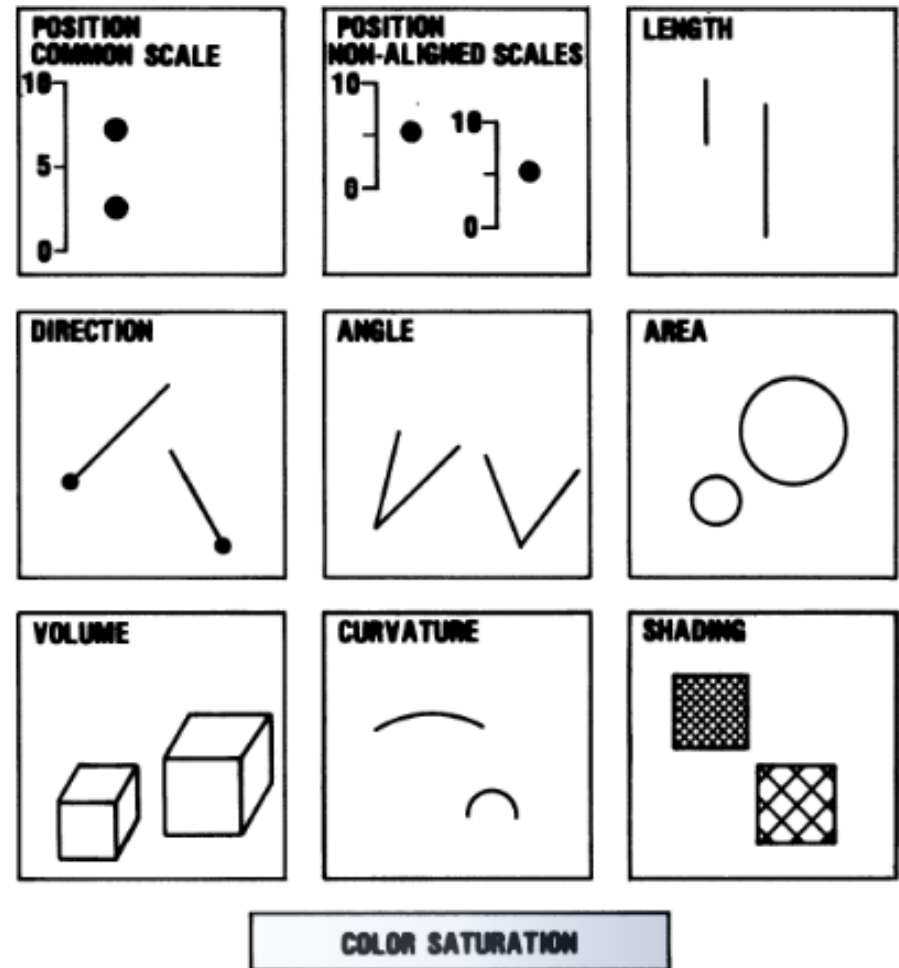 POSITION
COMMON SCALE
10
5
0
POSITION
NON-ALIGNED SCALES
10
0
10
0
LENGTH
DIRECTION
ANGLE
AREA
VOLUME
CURVATURE
SHADING
COLOR SATURATION